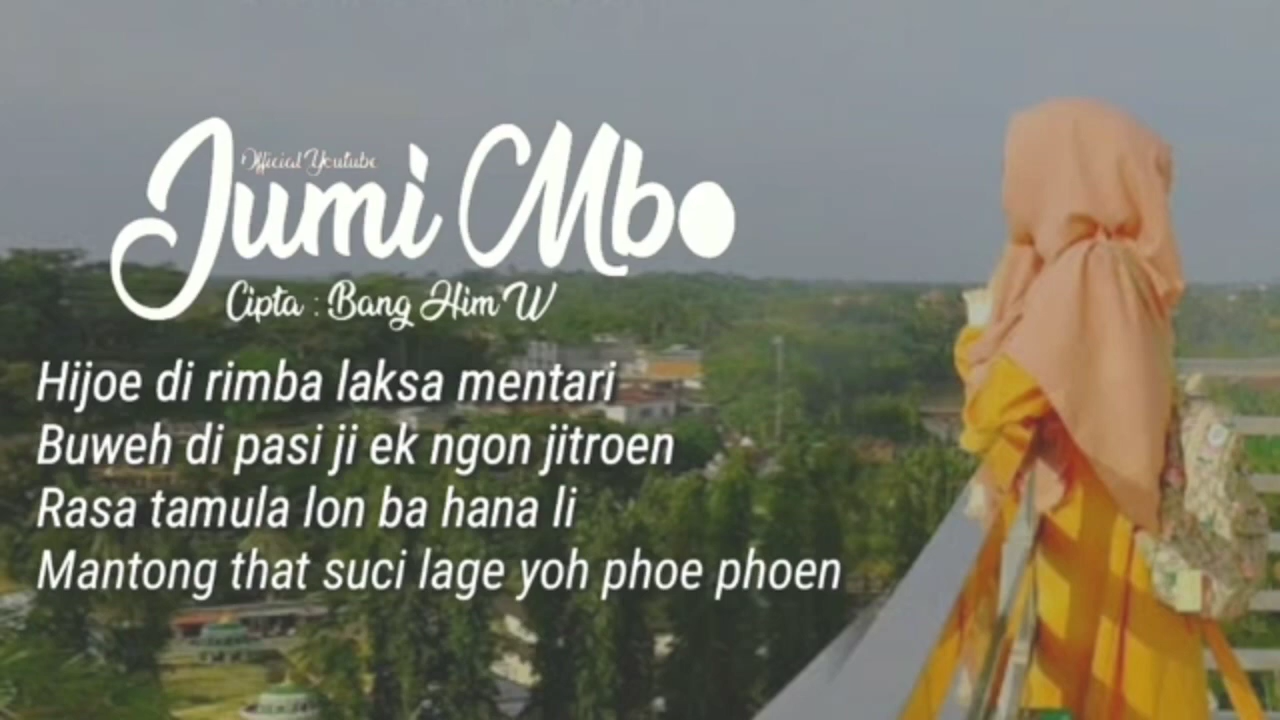 Official Youtube
Jumi Mbo
Cipta : Bang Him W
Hijoe di rimba laksa mentari
Buweh di pasi ji ek ngon jitroen
Rasa tamula lon ba hana li
Mantong that suci lage yoh phoe phoen